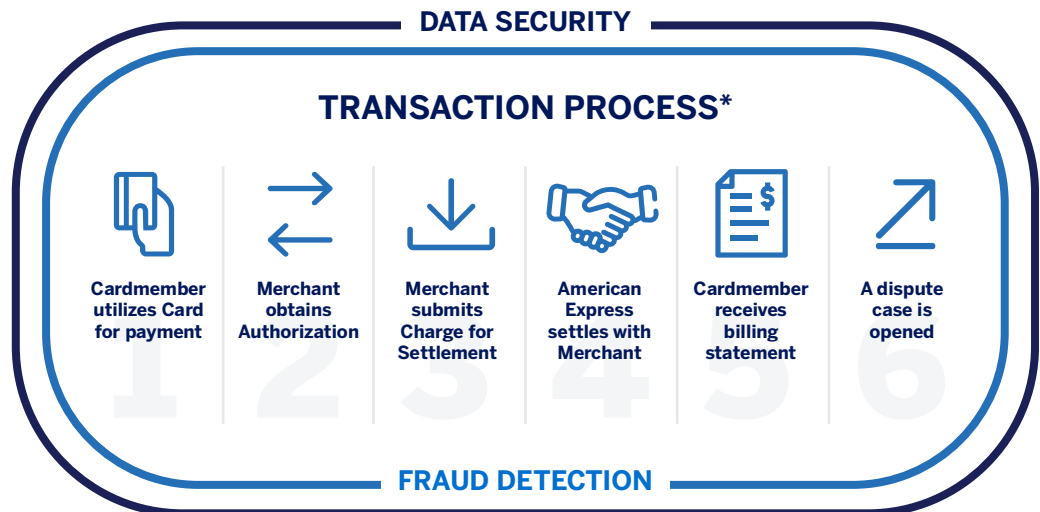 DATA SECURITY
TRANSACTION PROCESS*
$
Cardmember
utilizes Card
for payment
1
Merchant
obtains
Authorization
2
Merchant
submits
Charge for
Settlement
3
American
Express
settles with
Merchant
4
Cardmember
receives
billing
statement
5
A dispute
case is
opened
6
FRAUD DETECTION